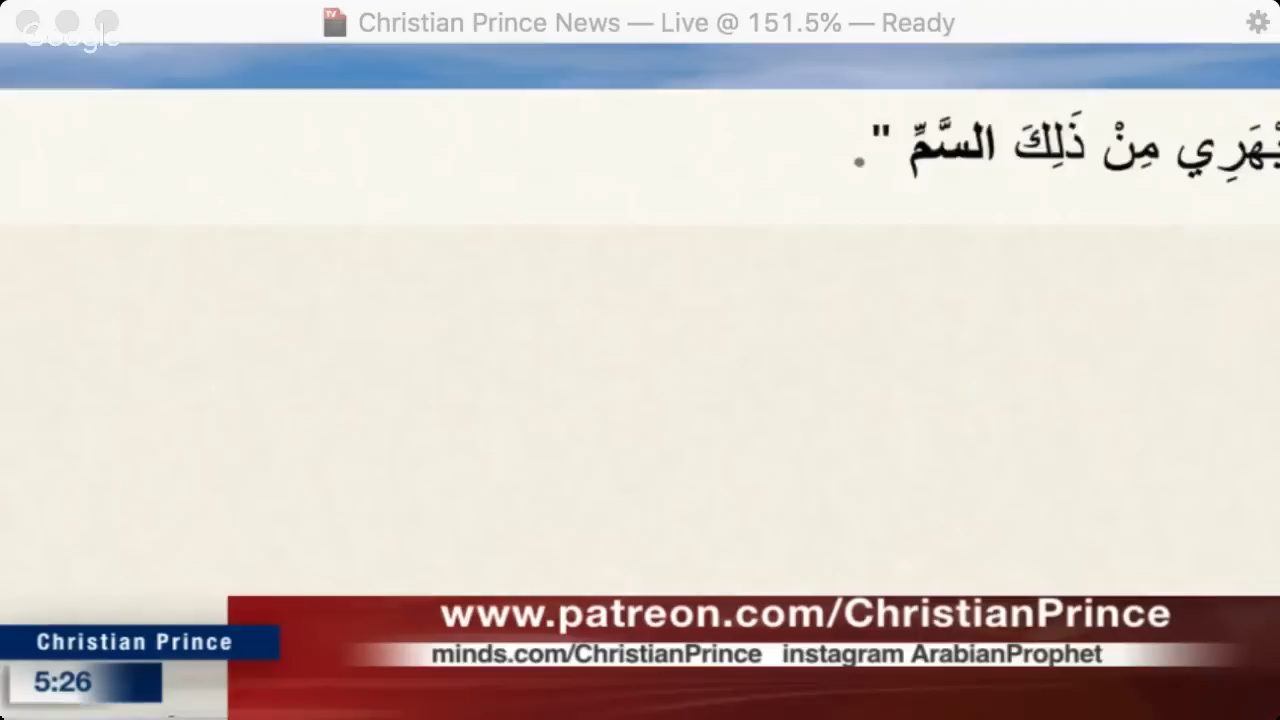 Christian Prince News — Live @ 151.5% — Ready
Google
مِنْ ذَلِكَ السَّمِّ ".
www.patreon.com/ChristianPrince
minds.com/ChristianPrince instagram ArabianProphet
Christian Prince
5:26